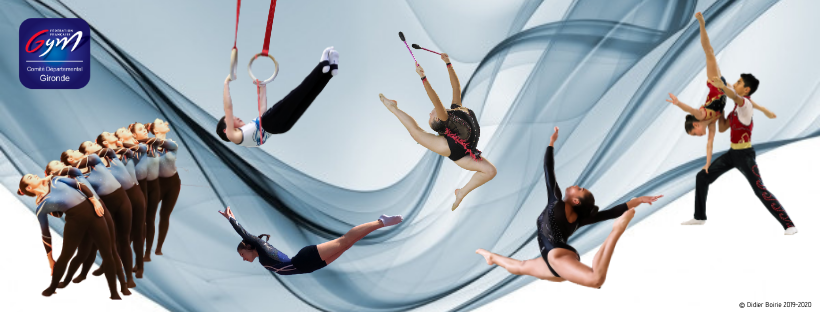 FÉDÉRATION
FRANÇAISE
Gym
Comité Départemental
Gironde
© Didier Boirie 2019-2020